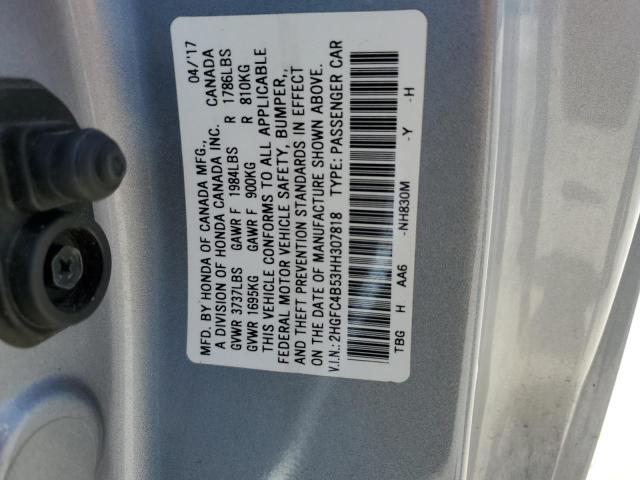 MFD. BY HONDA OF CANADA MFG., 04/'17
A DIVISION OF HONDA CANADA INC. CANADA
GVWR 3737LBS GAWR F 1984LBS R 1786LBS
GVWR 1695KG GAWR F 900KG R 810KG
THIS VEHICLE CONFORMS TO ALL APPLICABLE
FEDERAL MOTOR VEHICLE SAFETY, BUMPER,
AND THEFT PREVENTION STANDARDS IN EFFECT
ON THE DATE OF MANUFACTURE SHOWN ABOVE.
V.I.N.: 2HGFC4B53HH307818 TYPE: PASSENGER CAR
TBG H AA6 -NH830M -Y -H